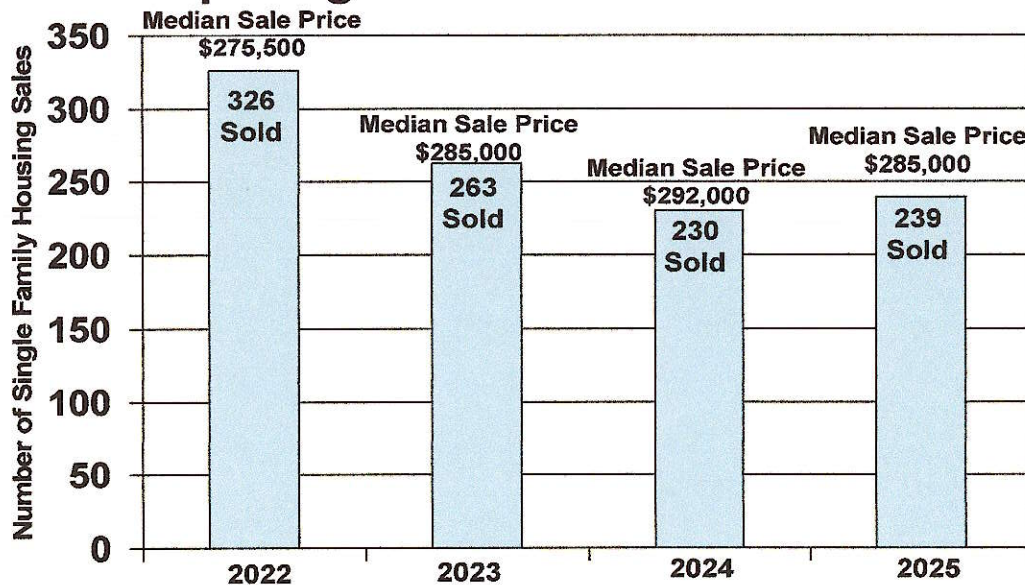 Number of Single Family Housing Sales
350
300
250
200
150
100
50
0
Median Sale Price
$275,500
326
Sold
Median Sale Price
$285,000
263
Sold
Median Sale Price
$292,000
230
Sold
Median Sale Price
$285,000
239
Sold
2022
2023
2024
2025